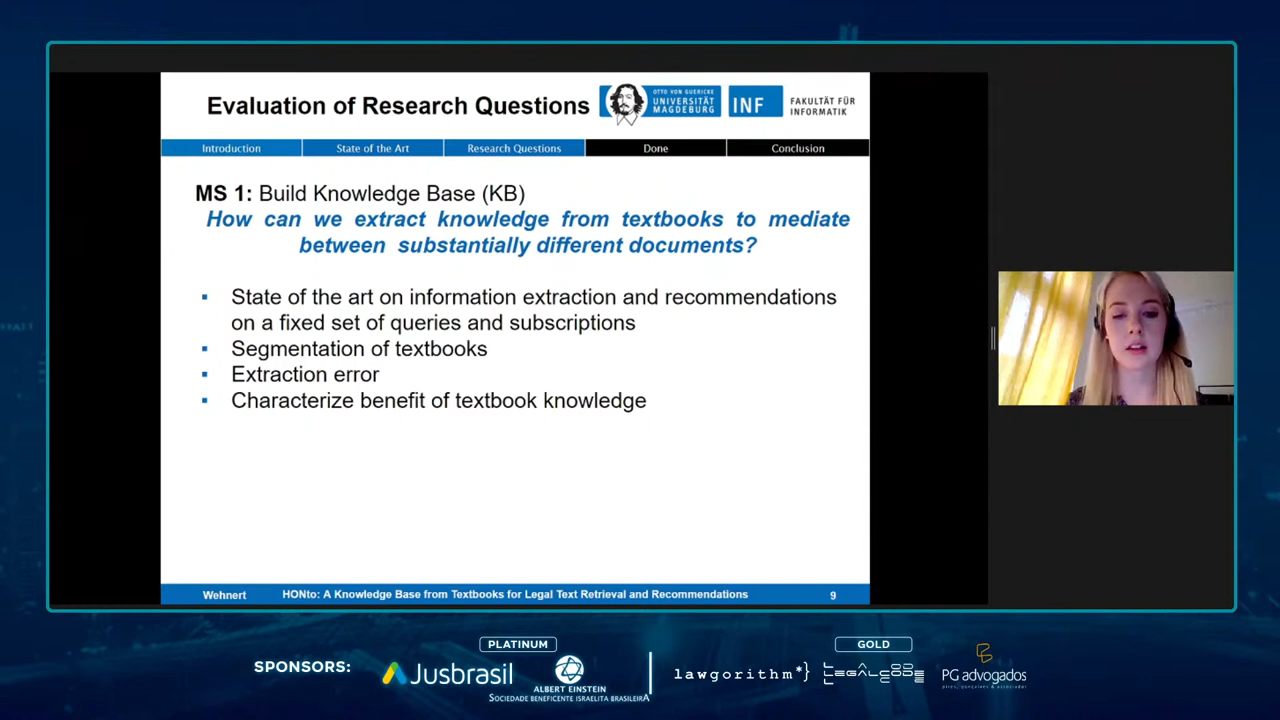 Evaluation of Research Questions
OTTO VON GUERICKE
UNIVERSITÄT
MAGDEBURG
INF
FAKULTÄT FÜR
INFORMATIK
Introduction
State of the Art
Research Questions
Done
Conclusion
MS 1: Build Knowledge Base (KB)
How can we extract knowledge from textbooks to mediate
between substantially different documents?
▪ State of the art on information extraction and recommendations
on a fixed set of queries and subscriptions
▪ Segmentation of textbooks
▪ Extraction error
▪ Characterize benefit of textbook knowledge
Wehnert
HONto: A Knowledge Base from Textbooks for Legal Text Retrieval and Recommendations
9
SPONSORS:
PLATINUM
Jusbrasil
ALBERT EINSTEIN
SOCIEDADE BENEFICENTE ISRAELITA BRASILEIRA
GOLD
lawgorithm*}
LEGALCODE
PG advogados